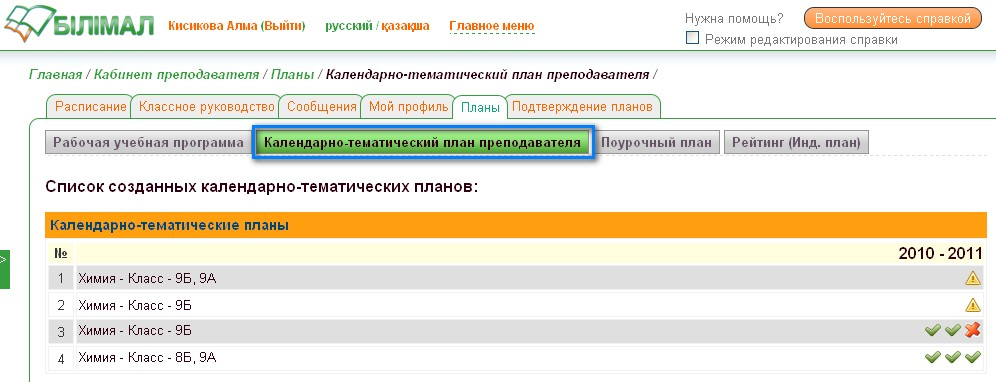 БІЛІМАЛ Кисикова Алма (Выйти) русский / қазақша Главное меню
Нужна помощь? Воспользуйтесь справкой
Режим редактирования справки
Главная / Кабинет преподавателя / Планы / Календарно-тематический план преподавателя /
Расписание Классное руководство Сообщения Мой профиль Планы Подтверждение планов
Рабочая учебная программа Календарно-тематический план преподавателя Поурочный план Рейтинг (Инд. план)
Список созданных календарно-тематических планов:
Календарно-тематические планы
№ 2010 - 2011
>
1 Химия - Класс - 9Б, 9А
2 Химия - Класс - 9Б
3 Химия - Класс - 9Б
4 Химия - Класс - 8Б, 9А